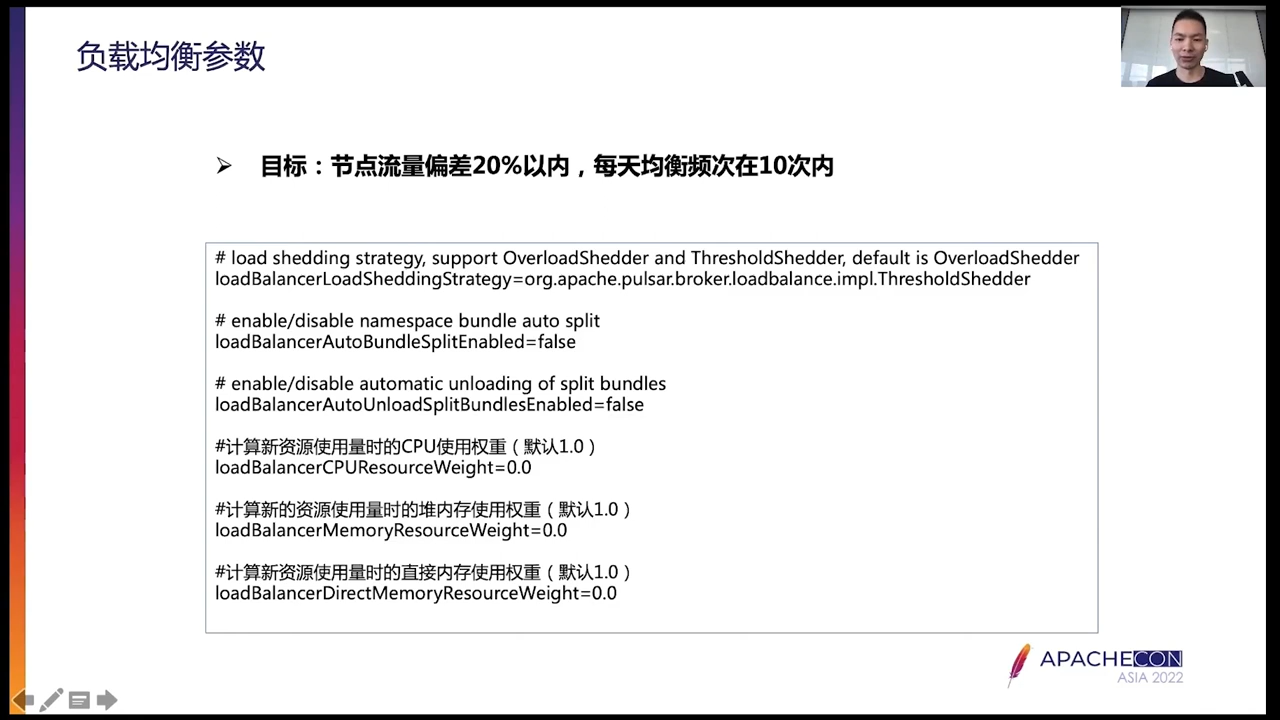 负载均衡参数
目标：节点流量偏差20%以内，每天均衡频次在10次内
# load shedding strategy, support OverloadShedder and ThresholdShedder, default is OverloadShedder
loadBalancerLoadSheddingStrategy=org.apache.pulsar.broker.loadbalance.impl.ThresholdShedder
# enable/disable namespace bundle auto split
loadBalancerAutoBundleSplitEnabled=false
# enable/disable automatic unloading of split bundles
loadBalancerAutoUnloadSplitBundlesEnabled=false
#计算新资源使用量时的CPU使用权重（默认1.0）
loadBalancerCPUResourceWeight=0.0
#计算新的资源使用量时的堆内存使用权重（默认1.0）
loadBalancerMemoryResourceWeight=0.0
#计算新资源使用量时的直接内存使用权重（默认1.0）
loadBalancerDirectMemoryResourceWeight=0.0
APACHECON
ASIA 2022